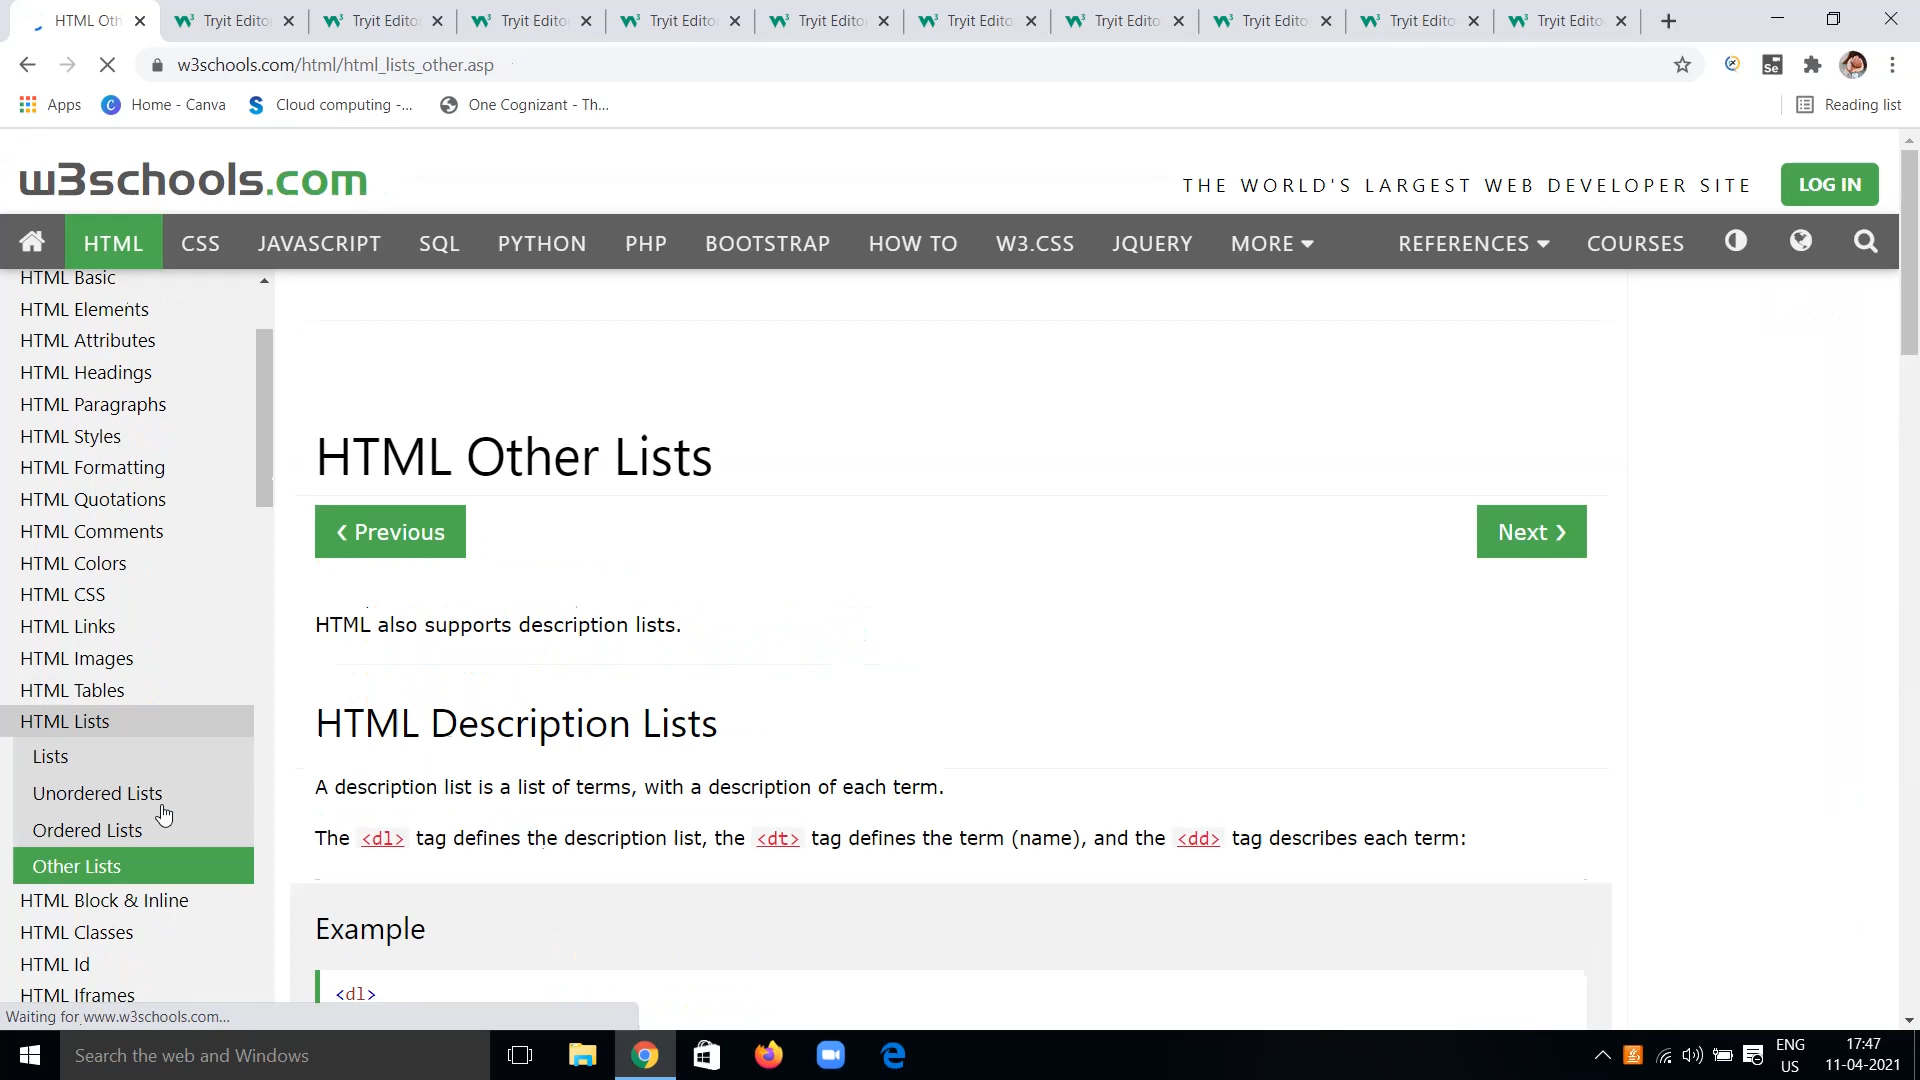 HTML Oth
Tryit Edito
Tryit Edito
Tryit Edito
Tryit Edito
Tryit Edito
Tryit Edito
Tryit Edito
Tryit Edito
Tryit Edito
Tryit Edito
w3schools.com/html/html_lists_other.asp
Se
Apps
Home - Canva
Cloud computing -...
One Cognizant - Th...
Reading list
w3schools.com
THE WORLD'S LARGEST WEB DEVELOPER SITE
LOG IN
HTML CSS JAVASCRIPT SQL PYTHON PHP BOOTSTRAP HOW TO W3.CSS JQUERY MORE REFERENCES COURSES
HTML Basic
HTML Elements
HTML Attributes
HTML Headings
HTML Paragraphs
HTML Styles
HTML Formatting
HTML Quotations
HTML Comments
HTML Colors
HTML CSS
HTML Links
HTML Images
HTML Tables
HTML Lists
Lists
Unordered Lists
Ordered Lists
Other Lists
HTML Block & Inline
HTML Classes
HTML Id
HTML Iframes
HTML Other Lists
❮ Previous
Next ❯
HTML also supports description lists.
HTML Description Lists
A description list is a list of terms, with a description of each term.
The <dl> tag defines the description list, the <dt> tag defines the term (name), and the <dd> tag describes each term:
Example
<dl>
Waiting for www.w3schools.com...
Search the web and Windows
ENG
US
17:47
11-04-2021